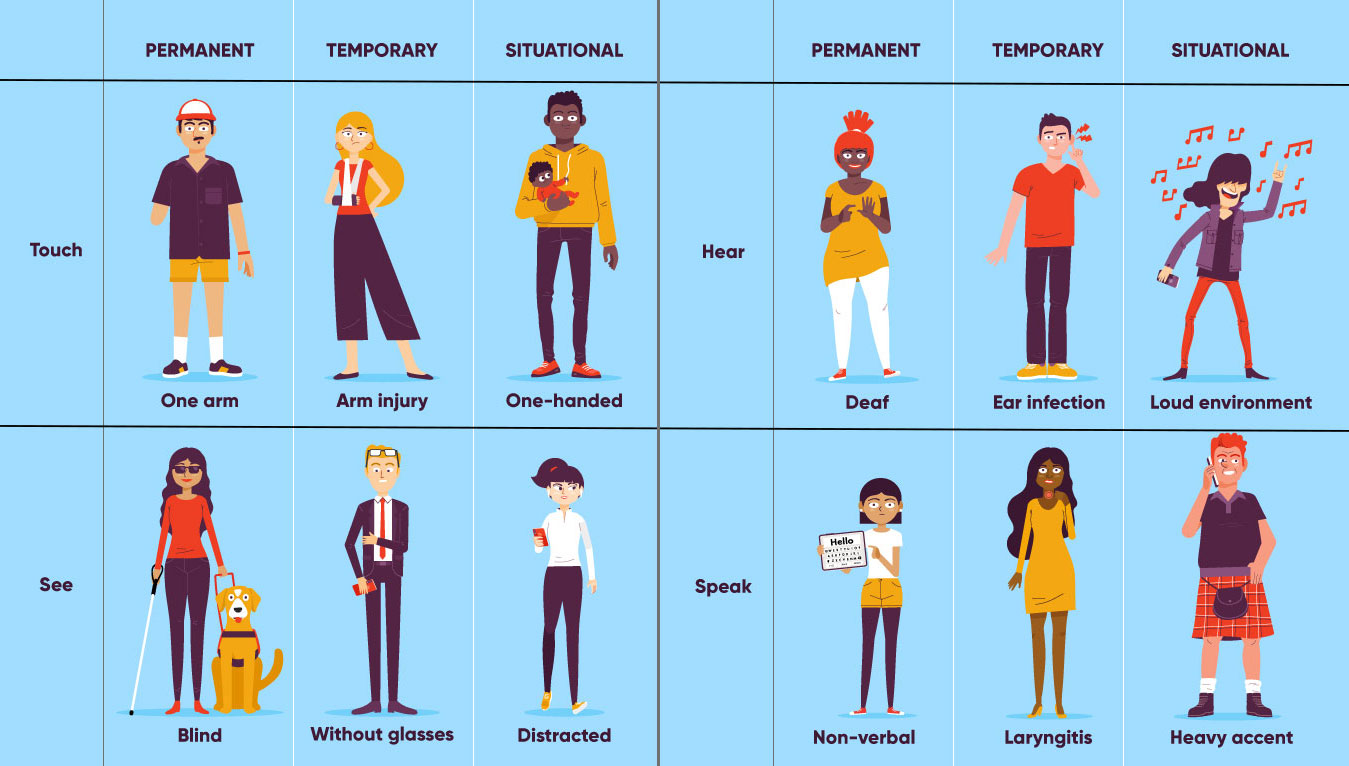 PERMANENT TEMPORARY SITUATIONAL
Touch
One arm Arm injury One-handed
See
Blind Without glasses Distracted
PERMANENT TEMPORARY SITUATIONAL
Hear
Deaf Ear infection Loud environment
Speak
Hello
Non-verbal Laryngitis Heavy accent